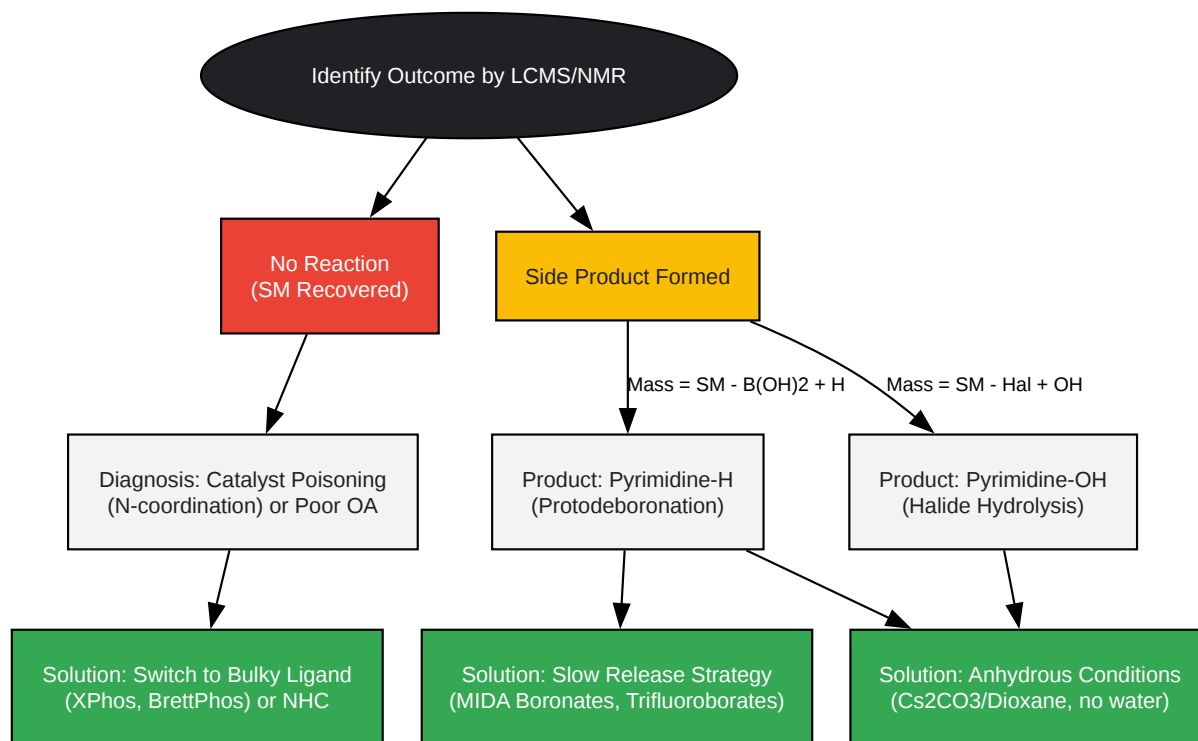 Identify Outcome by LCMS/NMR
No Reaction
(SM Recovered)
Side Product Formed
Mass = SM - B(OH)2 + H
Mass = SM - Hal + OH
Diagnosis: Catalyst Poisoning
(N-coordination) or Poor OA
Product: Pyrimidine-H
(Protodeboronation)
Product: Pyrimidine-OH
(Halide Hydrolysis)
Solution: Switch to Bulky Ligand
(XPhos, BrettPhos) or NHC
Solution: Slow Release Strategy
(MIDA Boronates, Trifluoroborates)
Solution: Anhydrous Conditions
(Cs2CO3/Dioxane, no water)